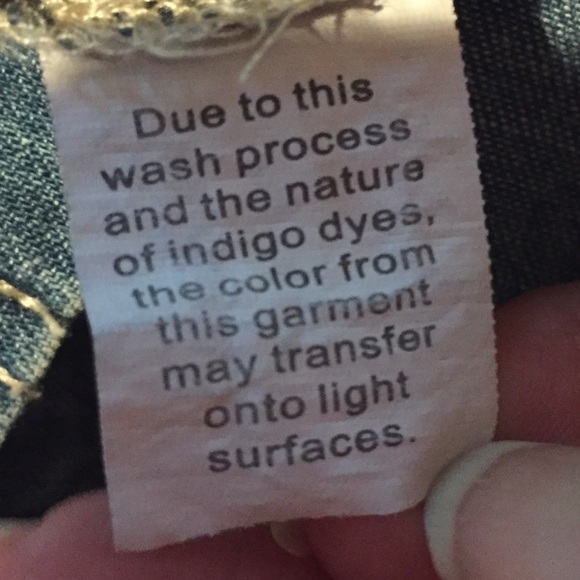 Due to this
wash process
and the nature
of indigo dyes,
the color from
this garment
may transfer
onto light
surfaces.